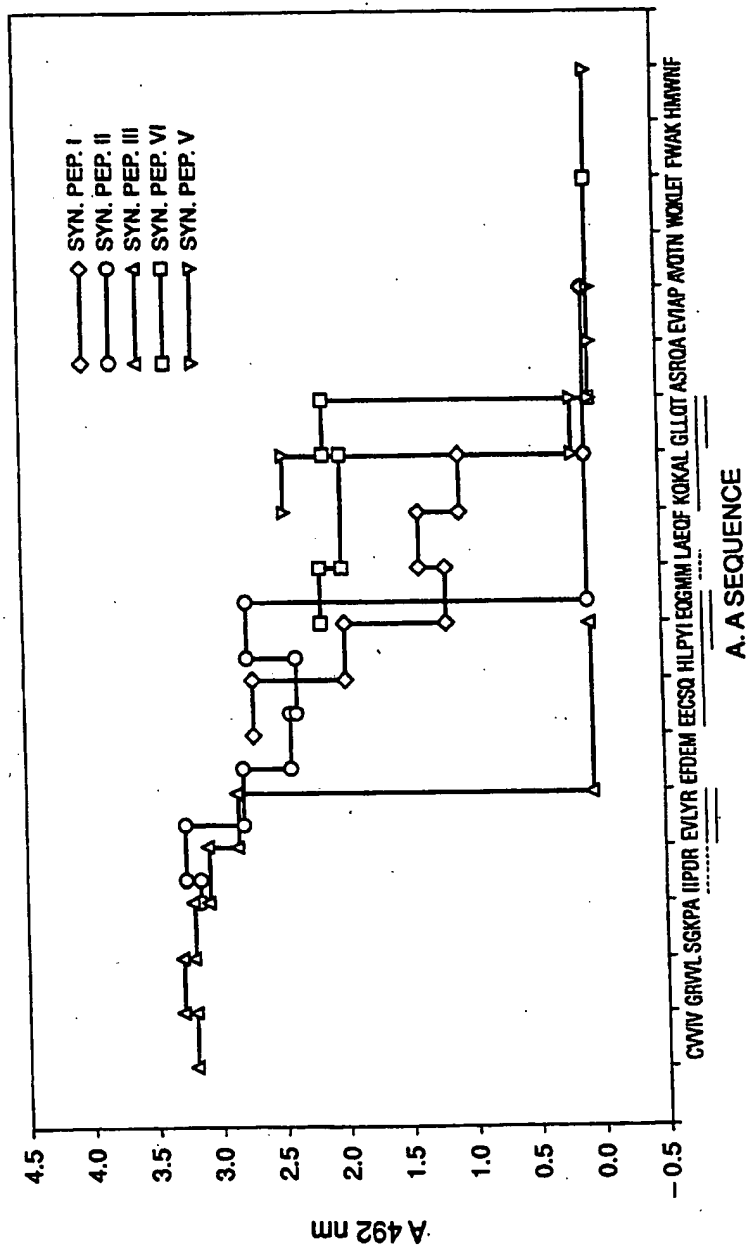 SYN. PEP. I
SYN. PEP. II
SYN. PEP. III
SYN. PEP. VI
SYN. PEP. V
A 492 nm
4.5
4.0
3.5
3.0
2.5
2.0
1.5
1.0
0.5
0.0
-0.5
CVVIV GRVVL SGKPA IIPDR EVLYR EFDEM EECSQ HLPYI EQGMM LAEQF KQKAL GLLQT ASRQA EVIAP AVQTN WQKLET FWAK HMWNF
A. A SEQUENCE